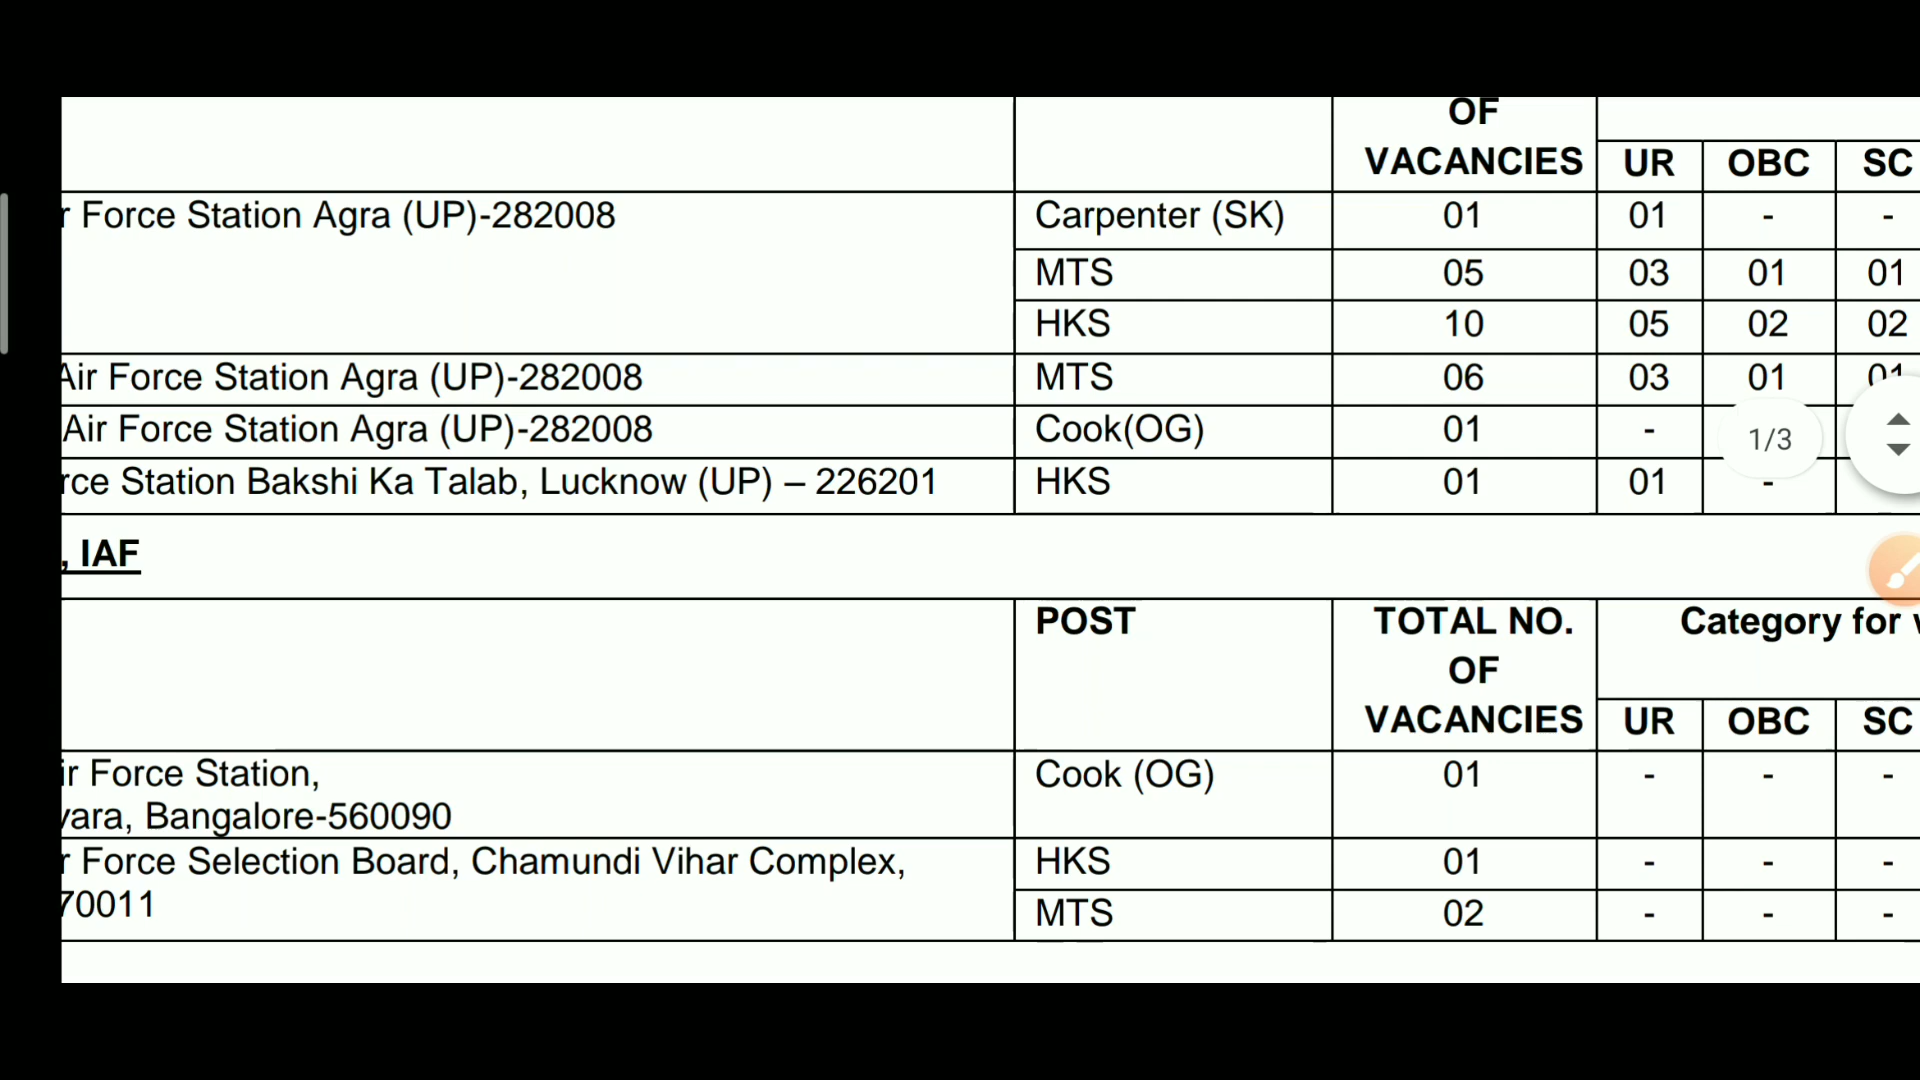 OF
VACANCIES UR OBC SC
r Force Station Agra (UP)-282008 Carpenter (SK) 01 01 - -
MTS 05 03 01 01
HKS 10 05 02 02
Air Force Station Agra (UP)-282008 MTS 06 03 01 01
Air Force Station Agra (UP)-282008 Cook(OG) 01 -
1/3
rce Station Bakshi Ka Talab, Lucknow (UP) – 226201 HKS 01 01 -
, IAF
POST TOTAL NO. Category for
OF
VACANCIES UR OBC SC
ir Force Station, Cook (OG) 01 - - -
vara, Bangalore-560090
r Force Selection Board, Chamundi Vihar Complex, HKS 01 - - -
70011
MTS 02 - - -